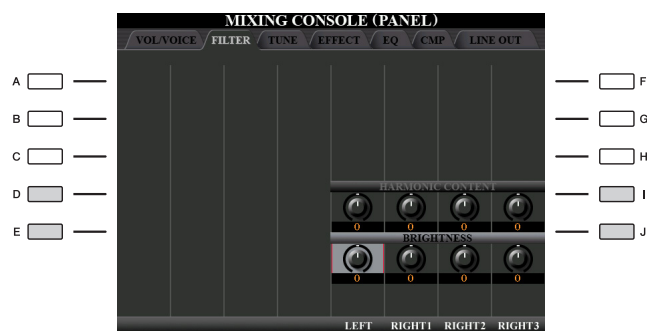 MIXING CONSOLE (PANEL)
VOL/VOICE FILTER TUNE EFFECT EQ CMP LINE OUT
A F
B G
C H
D I
HARMONIC CONTENT
0 0 0 0
E J
BRIGHTNESS
0 0 0 0
LEFT RIGHT1 RIGHT2 RIGHT3